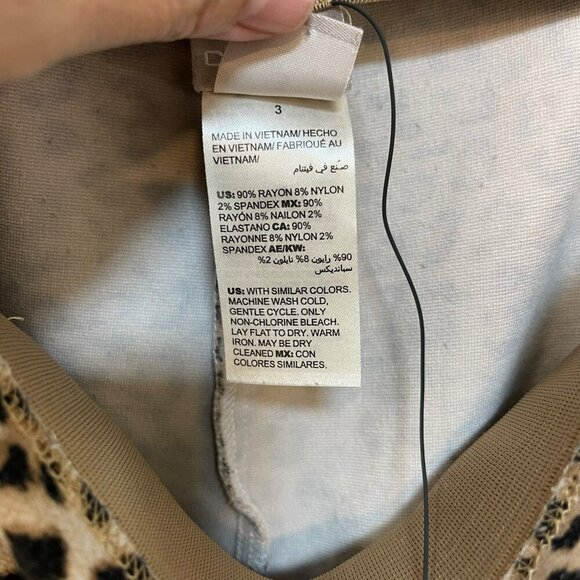 D
3
MADE IN VIETNAM/ HECHO
EN VIETNAM/ FABRIQUÉ AU
VIETNAM/
صنع في فيتنام
US: 90% RAYON 8% NYLON
2% SPANDEX MX: 90%
RAYÓN 8% NAILON 2%
ELASTANO CA: 90%
RAYONNE 8% NYLON 2%
SPANDEX AE/KW:
90% رايون 8% نايلون 2%
سباندیکس
US: WITH SIMILAR COLORS.
MACHINE WASH COLD,
GENTLE CYCLE. ONLY
NON-CHLORINE BLEACH.
LAY FLAT TO DRY. WARM
IRON. MAY BE DRY
CLEANED MX: CON
COLORES SIMILARES.